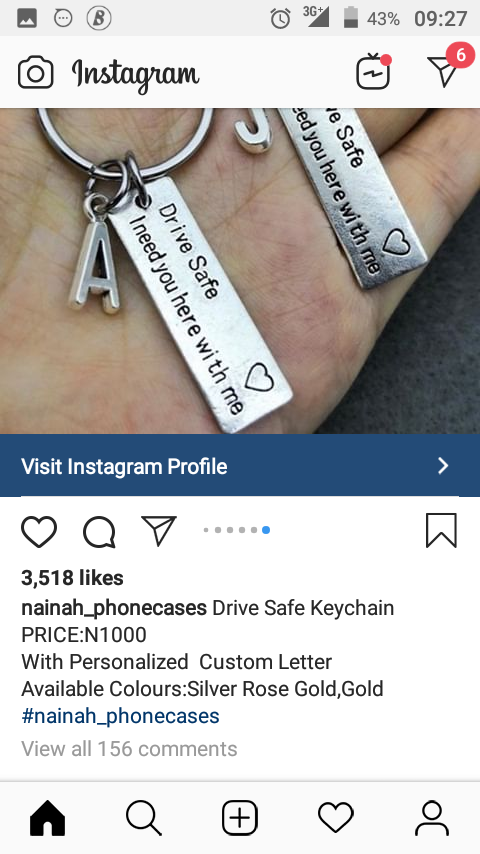 3G+ 43% 09:27
Instagram
6
A
Drive Safe
I need you here with me
J
ve Safe
eed you here with me
Visit Instagram Profile
3,518 likes
nainah_phonecases Drive Safe Keychain
PRICE:N1000
With Personalized  Custom Letter
Available Colours:Silver Rose Gold,Gold
#nainah_phonecases
View all 156 comments